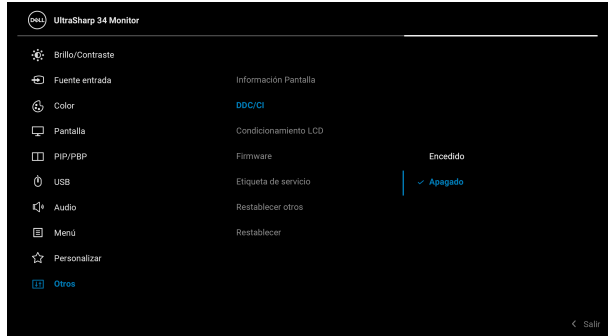 DELL UltraSharp 34 Monitor
Brillo/Contraste
Fuente entrada
Información Pantalla
Color
DDC/CI
Pantalla
Condicionamiento LCD
PIP/PBP
Firmware
Encedido
USB
Etiqueta de servicio
Apagado
Audio
Restablecer otros
Menú
Restablecer
Personalizar
Otros
Salir